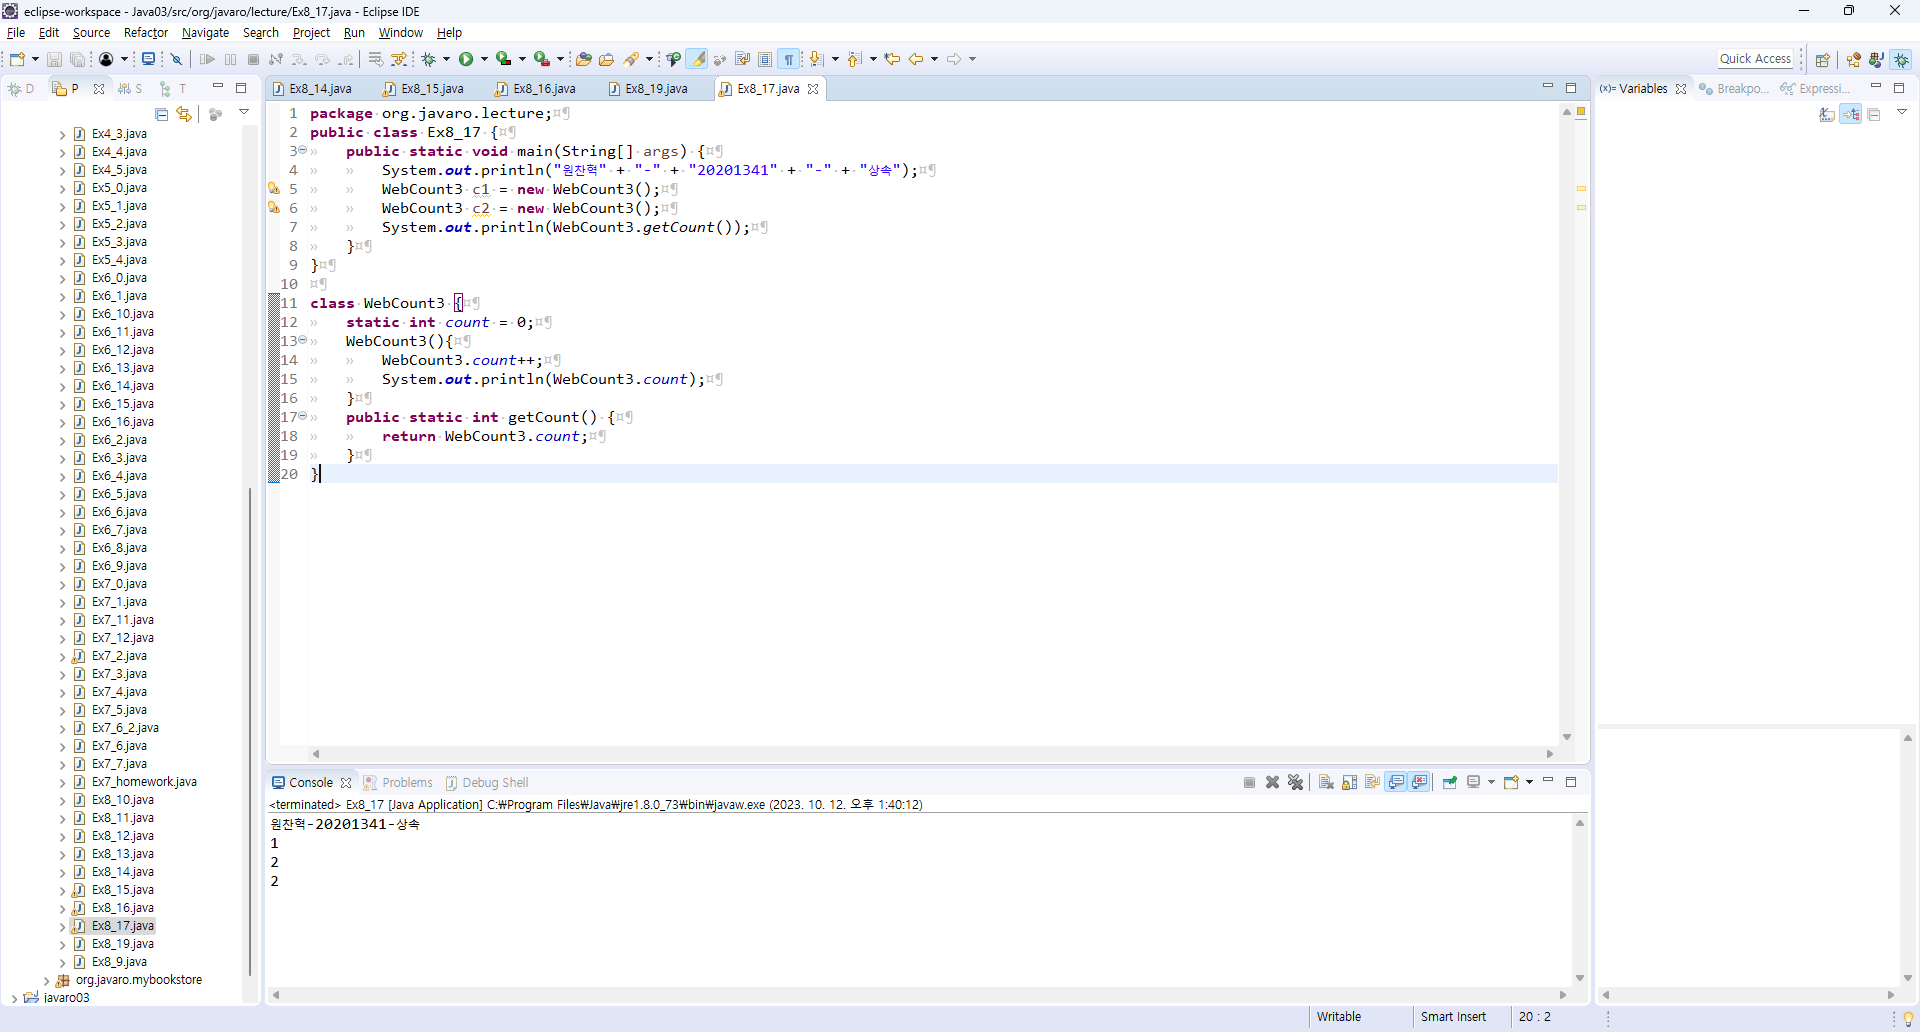 eclipse-workspace - Java03/src/org/javaro/lecture/Ex8_17.java - Eclipse IDE
File Edit Source Refactor Navigate Search Project Run Window Help
Quick Access
D P S T
Ex8_14.java Ex8_15.java Ex8_16.java Ex8_19.java Ex8_17.java
(x)= Variables Breakpo... Expressi...
Ex4_3.java
Ex4_4.java
Ex4_5.java
Ex5_0.java
Ex5_1.java
Ex5_2.java
Ex5_3.java
Ex5_4.java
Ex6_0.java
Ex6_1.java
Ex6_10.java
Ex6_11.java
Ex6_12.java
Ex6_13.java
Ex6_14.java
Ex6_15.java
Ex6_16.java
Ex6_2.java
Ex6_3.java
Ex6_4.java
Ex6_5.java
Ex6_6.java
Ex6_7.java
Ex6_8.java
Ex6_9.java
Ex7_0.java
Ex7_1.java
Ex7_11.java
Ex7_12.java
Ex7_2.java
Ex7_3.java
Ex7_4.java
Ex7_5.java
Ex7_6_2.java
Ex7_6.java
Ex7_7.java
Ex7_homework.java
Ex8_10.java
Ex8_11.java
Ex8_12.java
Ex8_13.java
Ex8_14.java
Ex8_15.java
Ex8_16.java
Ex8_17.java
Ex8_19.java
Ex8_9.java
org.javaro.mybookstore
javaro03
1 package org.javaro.lecture;¤¶
2 public class Ex8_17 {¤¶
3 » public static void main(String[] args) {¤¶
4 » » System.out.println("원찬혁" + "-" + "20201341" + "-" + "상속");¤¶
5 » » WebCount3 c1 = new WebCount3();¤¶
6 » » WebCount3 c2 = new WebCount3();¤¶
7 » » System.out.println(WebCount3.getCount());¤¶
8 » }¤¶
9 }¤¶
10 ¤¶
11 class WebCount3 {¤¶
12 » static int count = 0;¤¶
13 » WebCount3(){¤¶
14 » » WebCount3.count++;¤¶
15 » » System.out.println(WebCount3.count);¤¶
16 » }¤¶
17 » public static int getCount() {¤¶
18 » » return WebCount3.count;¤¶
19 » }¤¶
20 }
Console Problems Debug Shell
<terminated> Ex8_17 [Java Application] C:₩Program Files₩Java₩jre1.8.0_73₩bin₩javaw.exe (2023. 10. 12. 오후 1:40:12)
원찬혁-20201341-상속
1
2
2
Writable Smart Insert 20 : 2